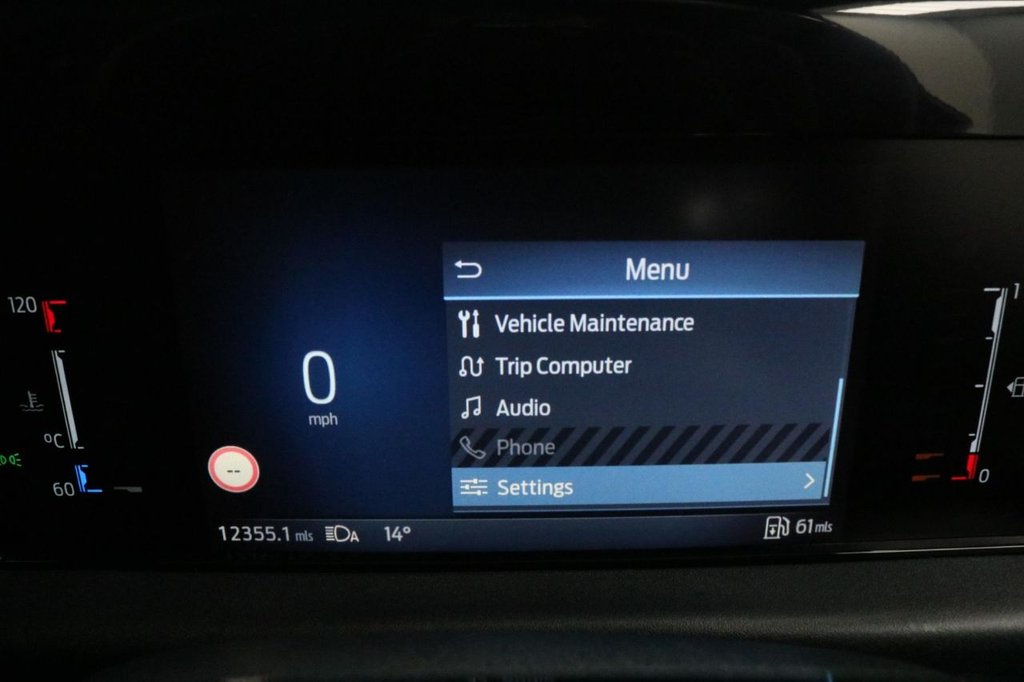 Menu
120
1
Vehicle Maintenance
Trip Computer
0
mph
Audio
°C
Phone
--
60
Settings
0
12355.1 mls
A
14°
61 mls